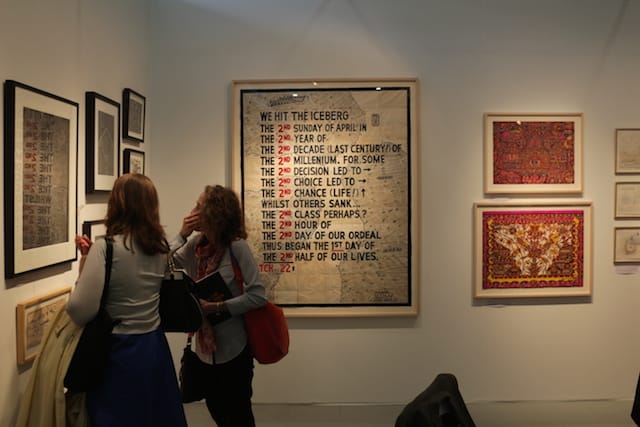 WE HIT THE ICEBERG
THE 2ND SUNDAY OF APRIL IN
THE 2ND YEAR OF
THE 2ND DECADE (LAST CENTURY!) OF
THE 2ND MILLENIUM. FOR SOME
THE 2ND DECISION LED TO →
THE 2ND CHOICE LED TO →
THE 2ND CHANCE (LIFE!) ↑
WHILST OTHERS SANK...
THE 2ND CLASS PERHAPS?
THE 2ND HOUR OF
THE 2ND DAY OF OUR ORDEAL
THUS BEGAN THE 1ST DAY OF
THE 2ND HALF OF OUR LIVES.
TCH. 22!